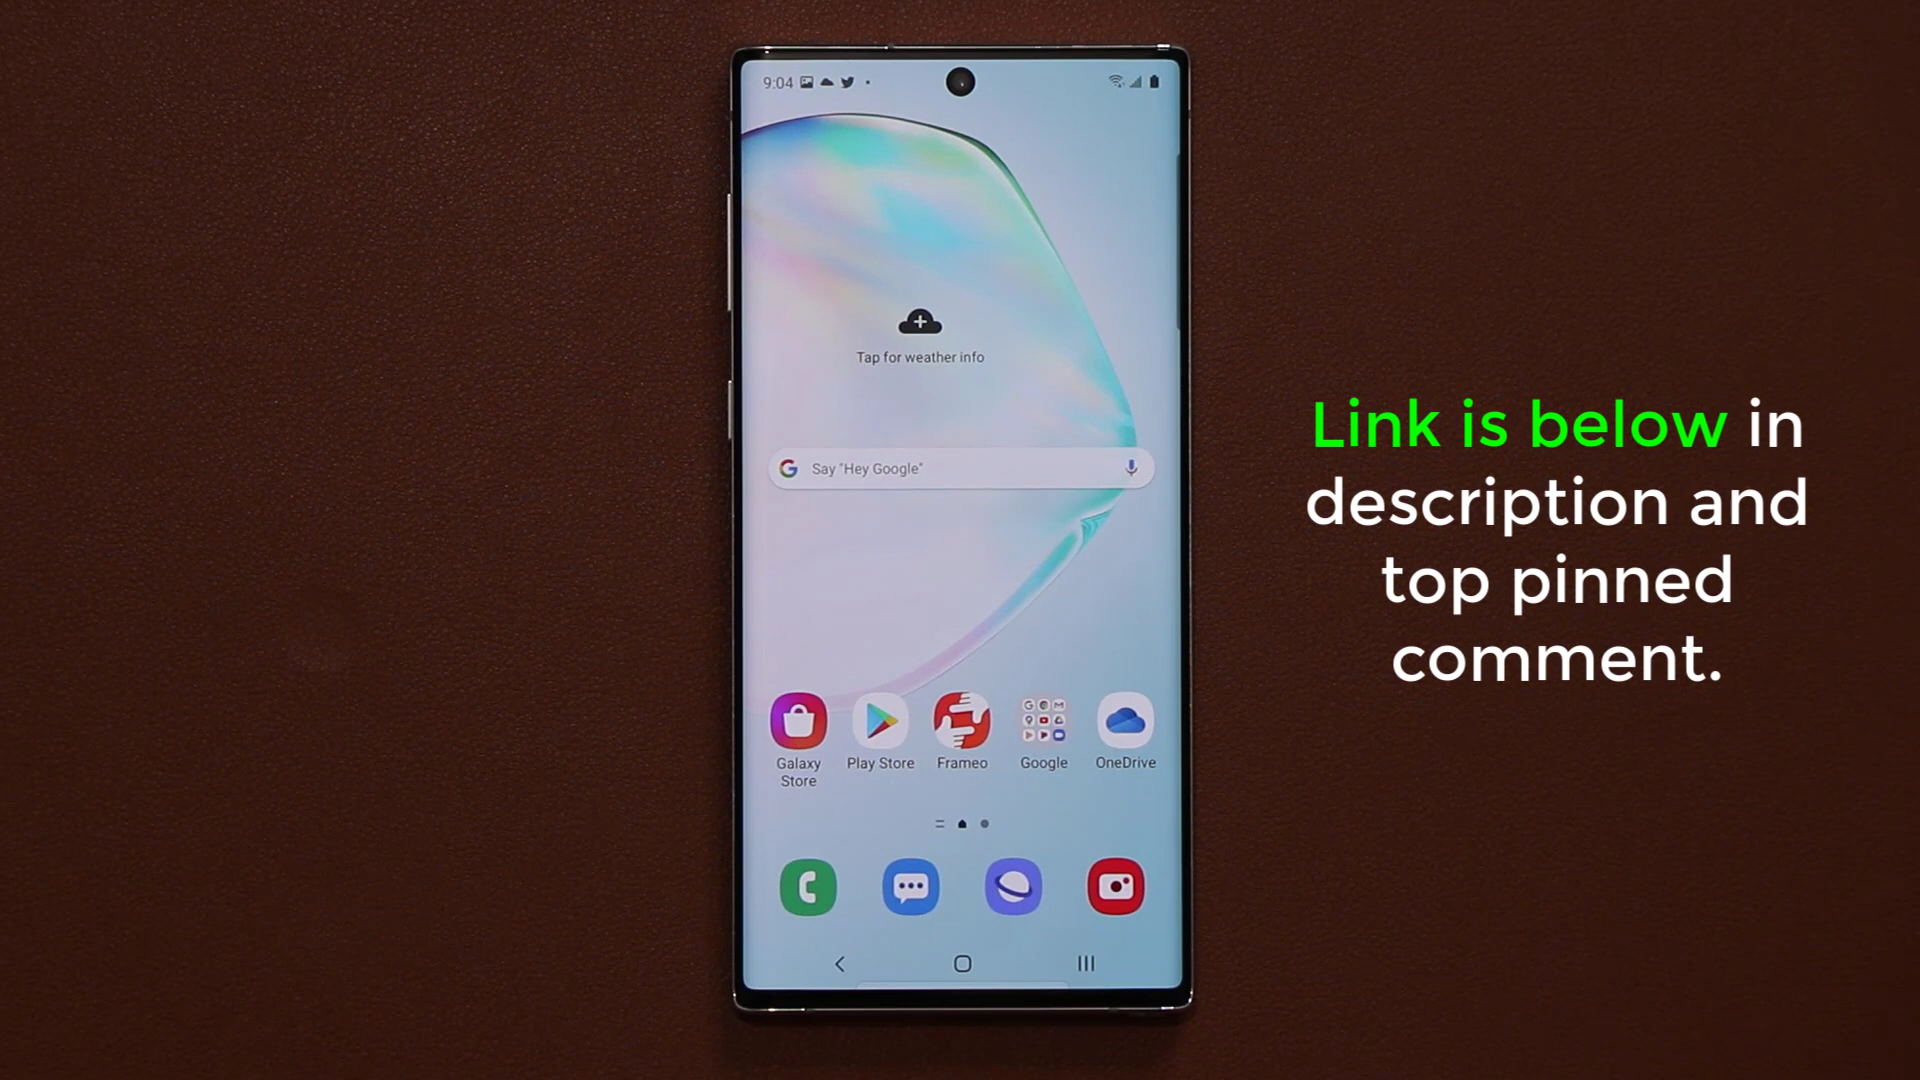 9:04
Tap for weather info
Say "Hey Google"
Galaxy
Store
Play Store
Frameo
Google
OneDrive
Link is below in
description and
top pinned
comment.